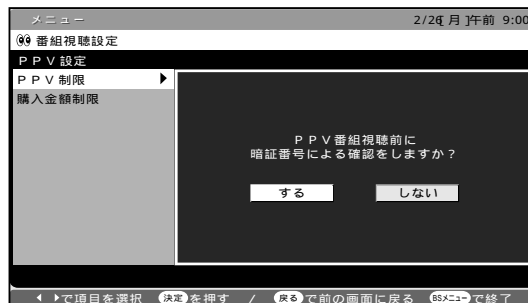 メニュー 2/26[月]午前 9:00
番組視聴設定
ＰＰＶ設定
ＰＰＶ制限
購入金額制限
ＰＰＶ番組視聴前に
暗証番号による確認をしますか？
する しない
で項目を選択 決定を押す / 戻るで前の画面に戻る BSメニューで終了